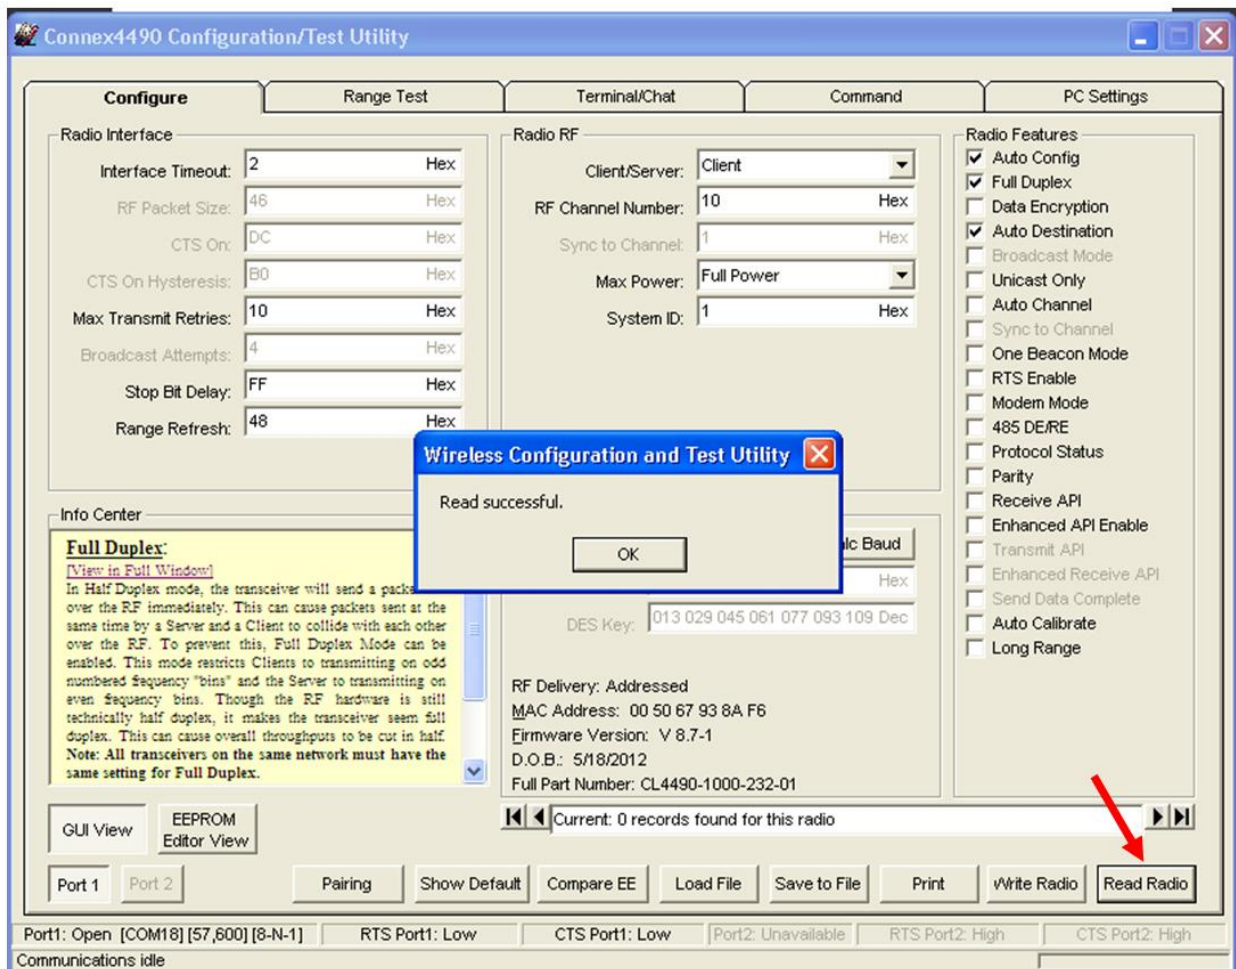 Connex4490 Configuration/Test Utility
Configure
Range Test
Terminal/Chat
Command
PC Settings
Radio Interface
Interface Timeout: 2 Hex
RF Packet Size: 46 Hex
CTS On: DC Hex
CTS On Hysteresis: B0 Hex
Max Transmit Retries: 10 Hex
Broadcast Attempts: 4 Hex
Stop Bit Delay: FF Hex
Range Refresh: 48 Hex
Radio RF
Client/Server: Client
RF Channel Number: 10 Hex
Sync to Channel: 1 Hex
Max Power: Full Power
System ID: 1 Hex
Radio Features
Auto Config
Full Duplex
Data Encryption
Auto Destination
Broadcast Mode
Unicast Only
Auto Channel
Sync to Channel
One Beacon Mode
RTS Enable
Modem Mode
485 DE/RE
Protocol Status
Parity
Receive API
Enhanced API Enable
Transmit API
Enhanced Receive API
Send Data Complete
Auto Calibrate
Long Range
Wireless Configuration and Test Utility
Read successful.
OK
Info Center
Full Duplex:
[View in Full Window]
In Half Duplex mode, the transceiver will send a
over the RF immediately. This can cause packets sent at the
same time by a Server and a Client to collide with each other
over the RF. To prevent this, Full Duplex Mode can be
enabled. This mode restricts Clients to transmitting on odd
numbered frequency "bins" and the Server to transmitting on
even frequency bins. Though the RF hardware is still
technically half duplex, it makes the transceiver seem full
duplex. This can cause overall throughputs to be cut in half.
Note: All transceivers on the same network must have the
same setting for Full Duplex.
Baud
Hex
DES Key: 013 029 045 061 077 093 109 Dec
RF Delivery: Addressed
MAC Address: 00 50 67 93 8A F6
Firmware Version: V 8.7-1
D.O.B.: 5/18/2012
Full Part Number: CL4490-1000-232-01
Current: 0 records found for this radio
GUI View
EEPROM
Editor View
Port 1
Port 2
Pairing
Show Default
Compare EE
Load File
Save to File
Print
Write Radio
Read Radio
Port1: Open [COM18] [57,600] [8-N-1]
RTS Port1: Low
CTS Port1: Low
Port2: Unavailable
RTS Port2: High
CTS Port2: High
Communications idle